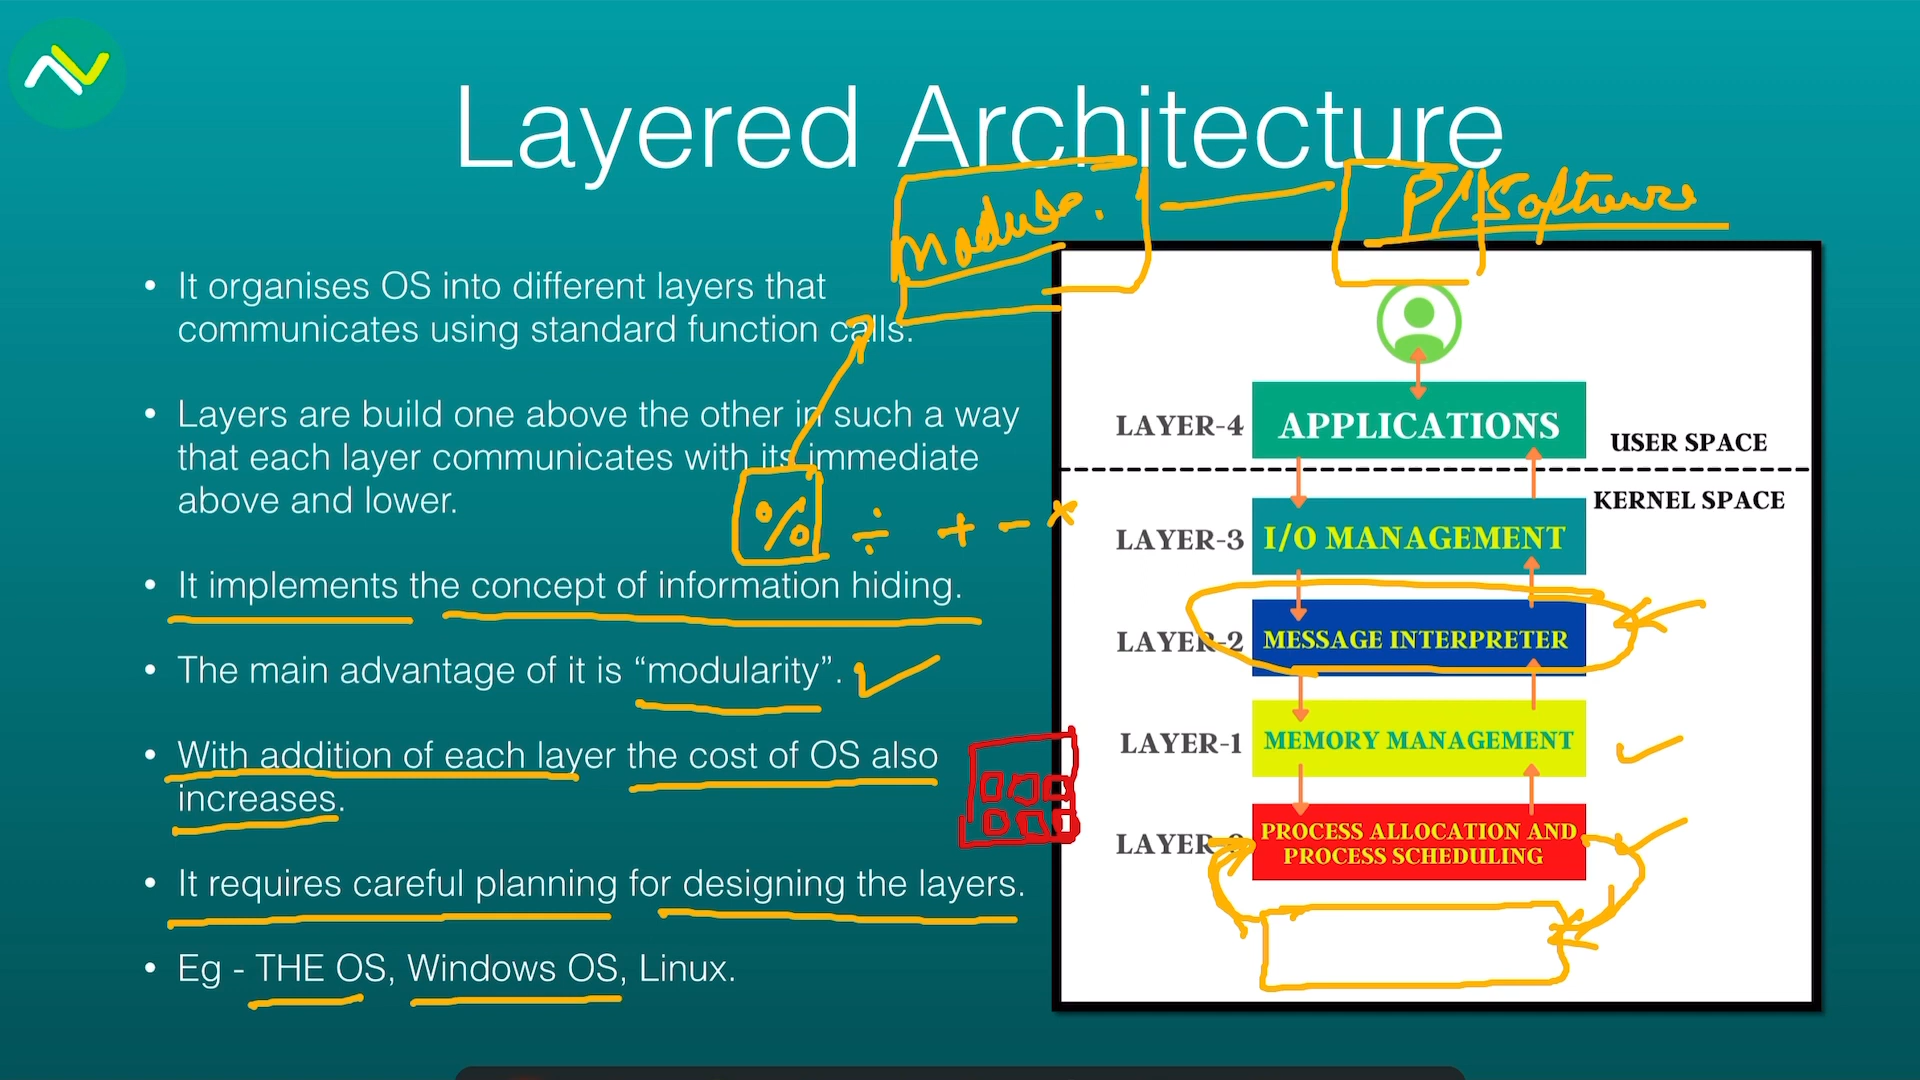 Layered Architecture
P/Software
• It organises OS into different layers that
communicates using standard function calls.
• Layers are build one above the other in such a way
that each layer communicates with its immediate
above and lower.
% ÷ + - ×
• It implements the concept of information hiding.
• The main advantage of it is “modularity”.
• With addition of each layer the cost of OS also
increases.
• It requires careful planning for designing the layers.
• Eg - THE OS, Windows OS, Linux.
LAYER-4 APPLICATIONS
USER SPACE
KERNEL SPACE
LAYER-3 I/O MANAGEMENT
LAYER-2 MESSAGE INTERPRETER
LAYER-1 MEMORY MANAGEMENT
LAYER-0 PROCESS ALLOCATION AND
PROCESS SCHEDULING